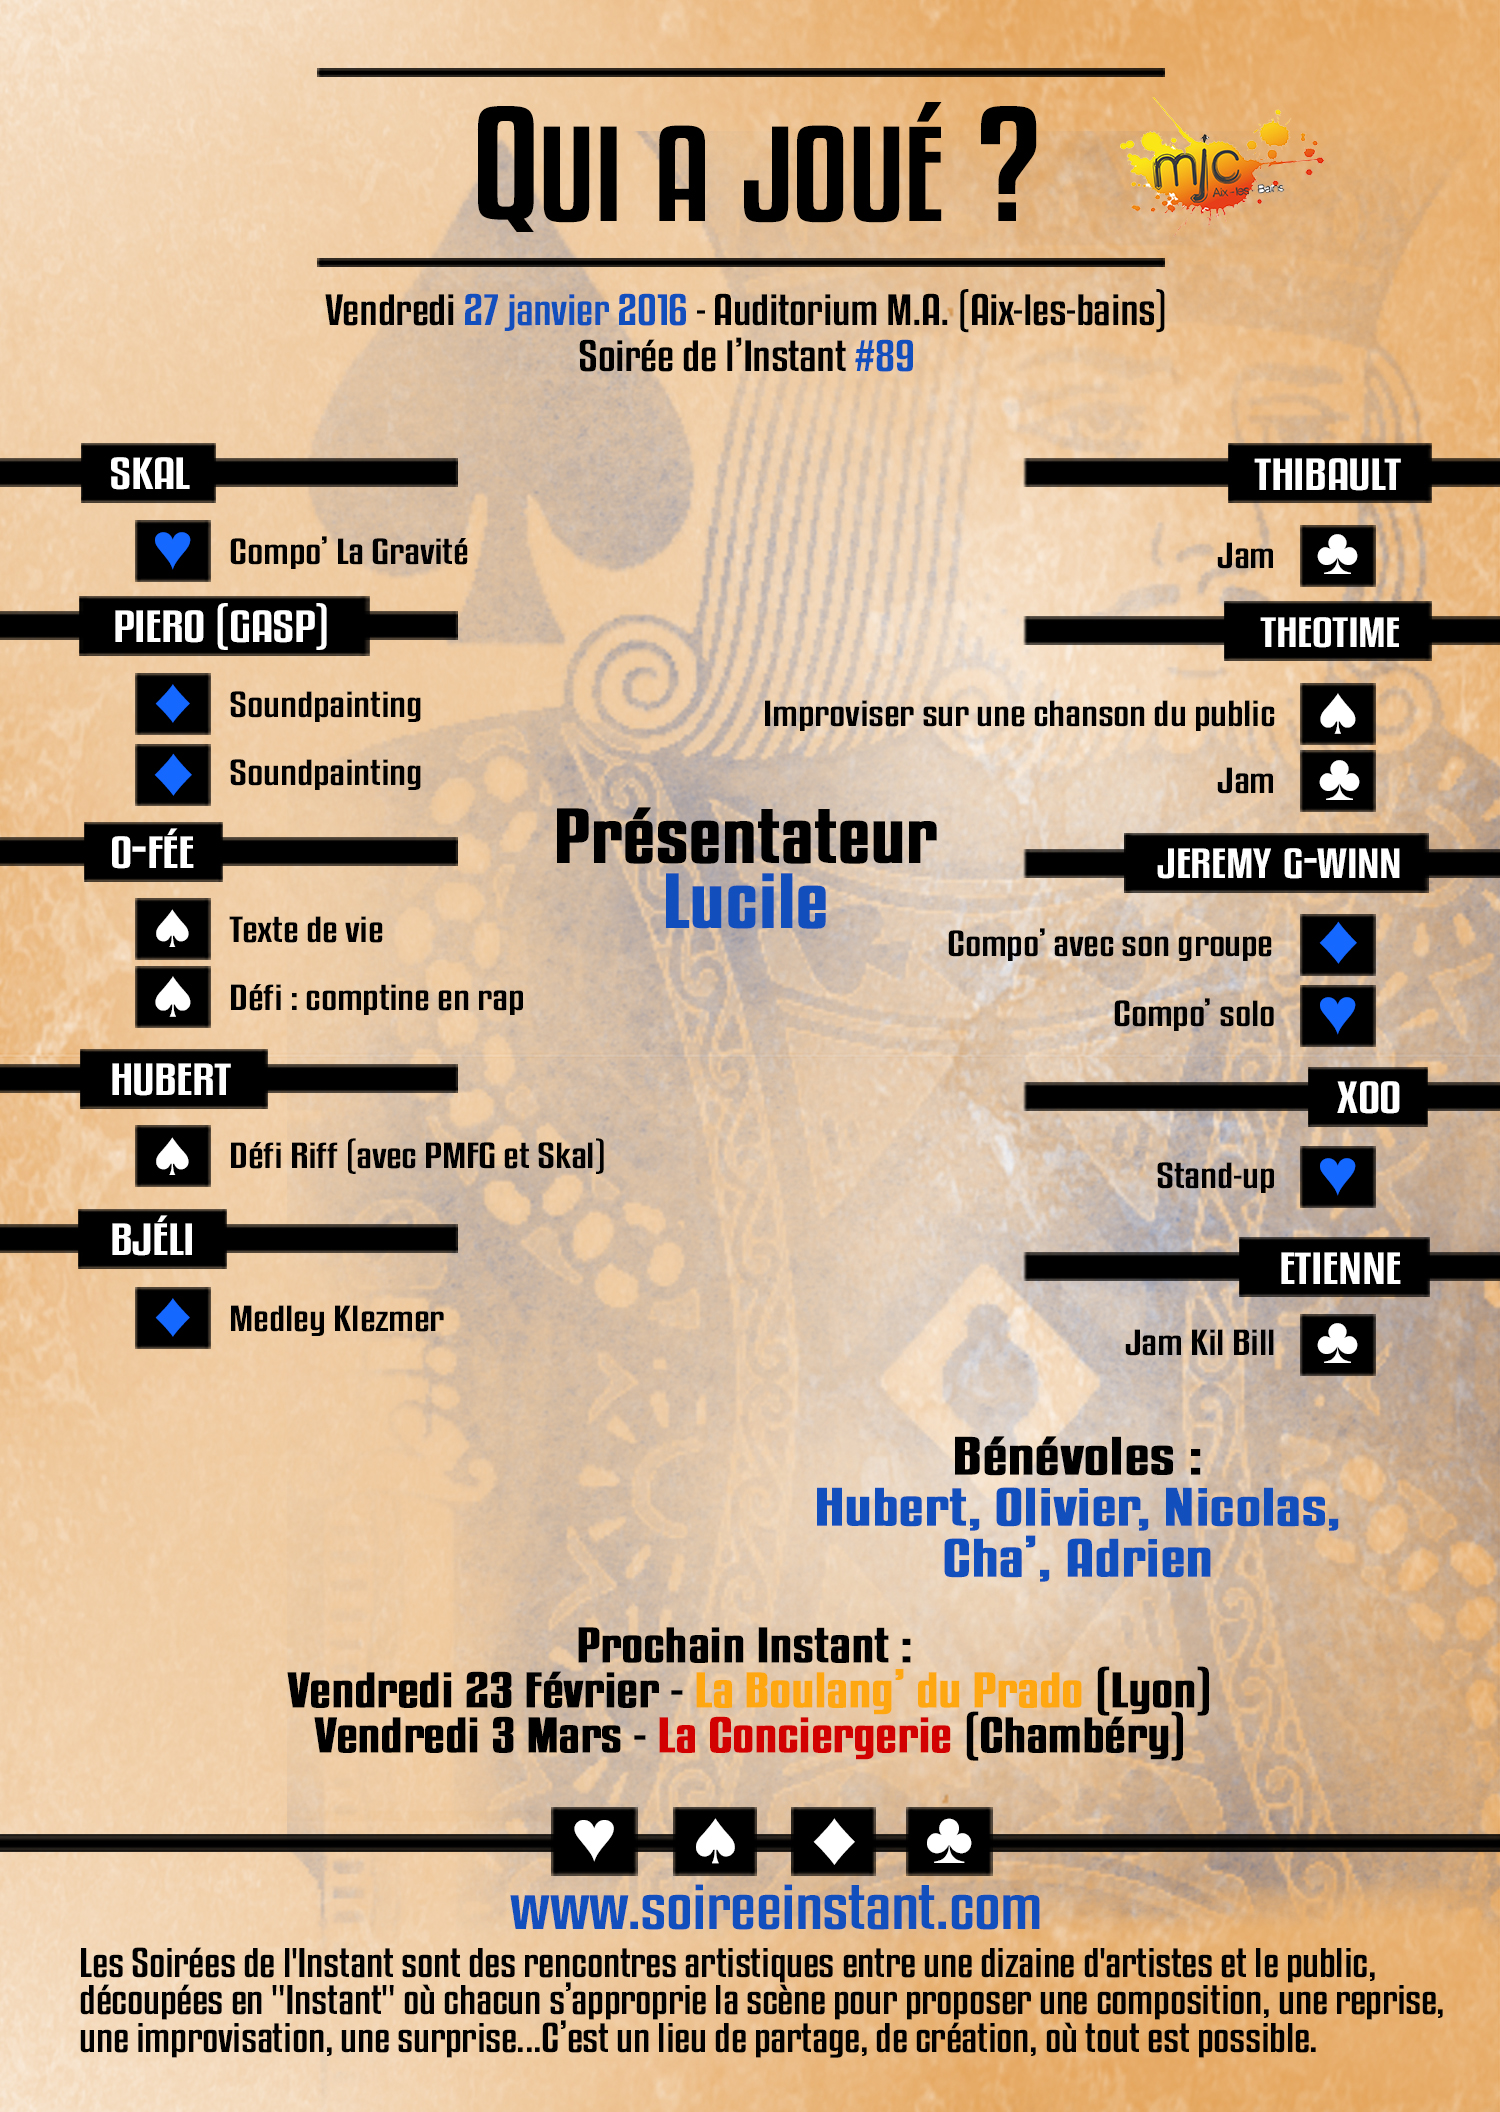 Qui a joué ?
mjc
Aix-les-Bains
Vendredi 27 janvier 2016 - Auditorium M.A. (Aix-les-bains)
Soirée de l'Instant #89
SKAL
Compo' La Gravité
PIERO (GASP)
Soundpainting
Soundpainting
O-FÉE
Texte de vie
Défi : comptine en rap
HUBERT
Défi Riff (avec PMFG et Skal)
BJÉLI
Medley Klezmer
Présentateur
Lucile
THIBAULT
Jam
THEOTIME
Improviser sur une chanson du public
Jam
JEREMY G-WINN
Compo' avec son groupe
Compo' solo
XOO
Stand-up
ETIENNE
Jam Kil Bill
Bénévoles :
Hubert, Olivier, Nicolas,
Cha', Adrien
Prochain Instant :
Vendredi 23 Février - La Boulang' du Prado (Lyon)
Vendredi 3 Mars - La Conciergerie (Chambéry)
www.soireeinstant.com
Les Soirées de l'Instant sont des rencontres artistiques entre une dizaine d'artistes et le public,
découpées en "Instant" où chacun s'approprie la scène pour proposer une composition, une reprise,
une improvisation, une surprise...C'est un lieu de partage, de création, où tout est possible.